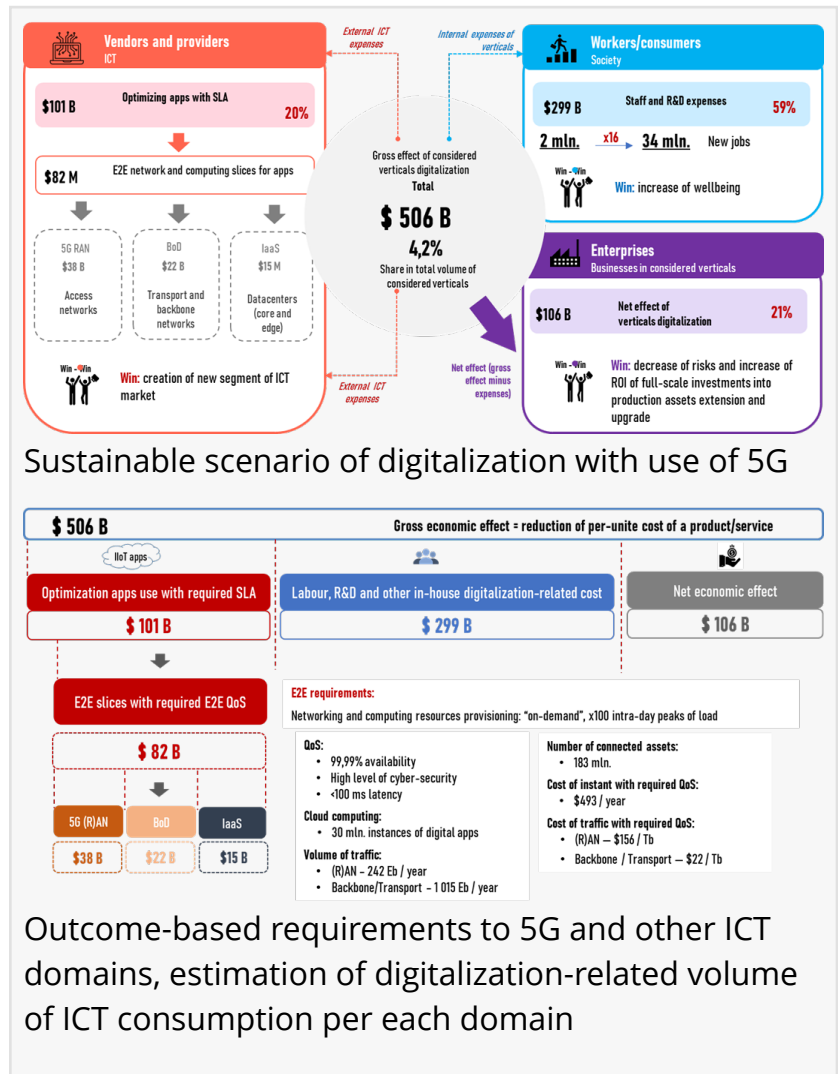 Vendors and providers
ICT
$101 B
Optimizing apps with SLA
20%
$82 M
E2E network and computing slices for apps
5G RAN
$38 B
Access
networks
BoD
$22 B
Transport and
backbone
networks
IaaS
$15 M
Datacenters
(core and
edge)
Win - Win
Win: creation of new segment of ICT
market
External ICT
expenses
Internal expenses of
verticals
Gross effect of considered
verticals digitalization
Total
$ 506 B
4,2%
Share in total volume of
considered verticals
External ICT
expenses
Net effect (gross
effect minus
expenses)
Workers/consumers
Society
$299 B
Staff and R&D expenses
59%
2 mln.
x16
34 mln.
New jobs
Win - Win
Win: increase of wellbeing
Enterprises
Businesses in considered verticals
$106 B
Net effect of
verticals digitalization
21%
Win - Win
Win: decrease of risks and increase of
ROI of full-scale investments into
production assets extension and
upgrade
Sustainable scenario of digitalization with use of 5G
$ 506 B
Gross economic effect = reduction of per-unite cost of a product/service
IIoT apps
Optimization apps use with required SLA
$ 101 B
Labour, R&D and other in-house digitalization-related cost
$ 299 B
Net economic effect
$ 106 B
E2E slices with required E2E QoS
$ 82 B
5G (R)AN
$38 B
BoD
$22 B
IaaS
$15 B
E2E requirements:
Networking and computing resources provisioning: “on-demand”, x100 intra-day peaks of load
QoS:
• 99,99% availability
• High level of cyber-security
• <100 ms latency
Cloud computing:
• 30 mln. instances of digital apps
Volume of traffic:
• (R)AN – 242 Eb / year
• Backbone/Transport – 1 015 Eb / year
Number of connected assets:
• 183 mln.
Cost of instant with required QoS:
• $493 / year
Cost of traffic with required QoS:
• (R)AN — $156 / Tb
• Backbone / Transport — $22 / Tb
Outcome-based requirements to 5G and other ICT
domains, estimation of digitalization-related volume
of ICT consumption per each domain